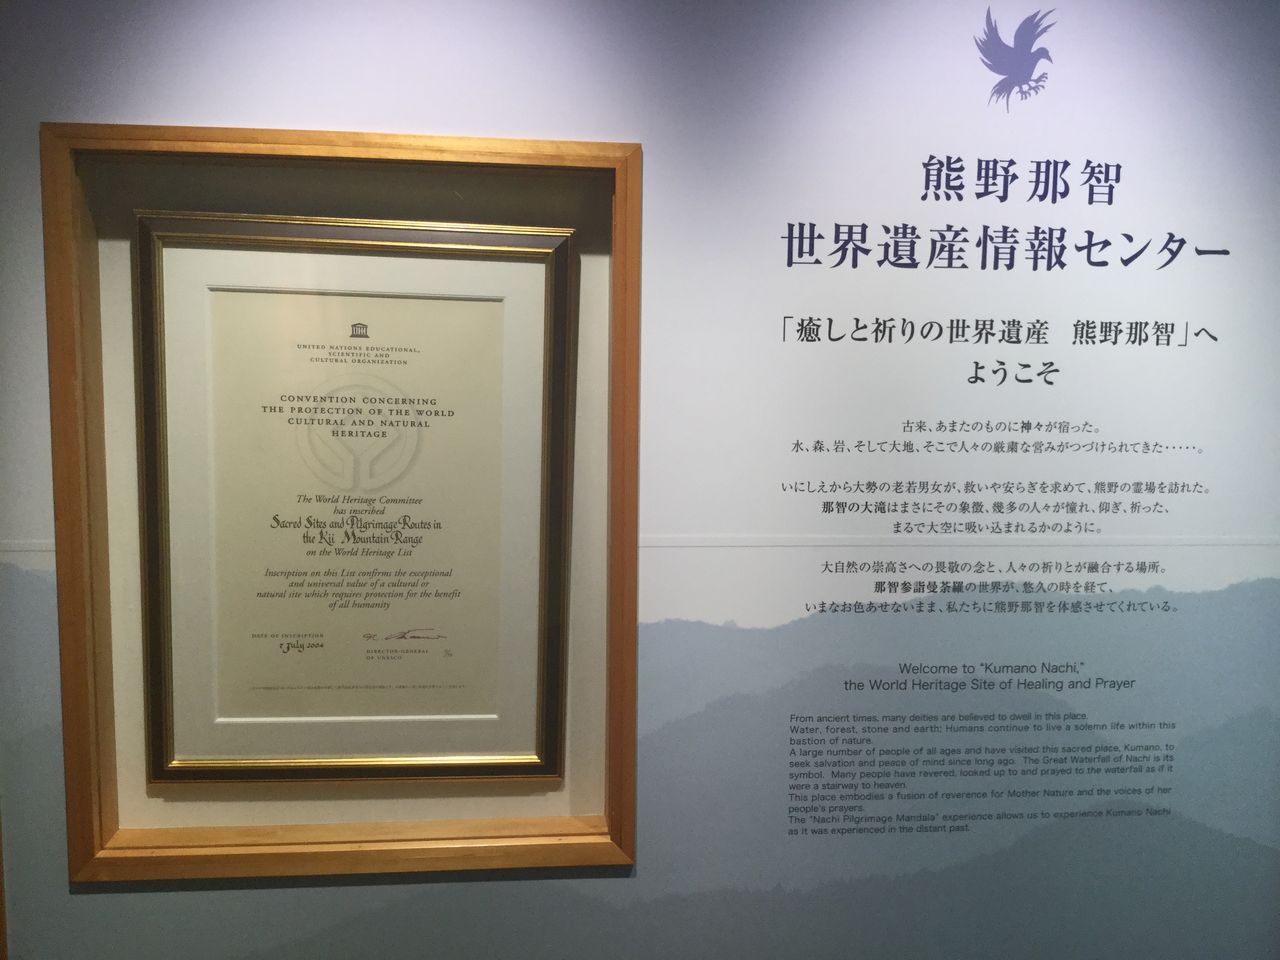 UNITED NATIONS EDUCATIONAL,
SCIENTIFIC AND
CULTURAL ORGANIZATION
CONVENTION CONCERNING
THE PROTECTION OF THE WORLD
CULTURAL AND NATURAL
HERITAGE
The World Heritage Committee
has inscribed
Sacred Sites and Pilgrimage Routes in
the Kii Mountain Range
on the World Heritage List
Inscription on this List confirms the exceptional
and universal value of a cultural or
natural site which requires protection for the benefit
of all humanity
DATE OF INSCRIPTION
7 July 2004
DIRECTOR-GENERAL
OF UNESCO
熊野那智
世界遺産情報センター
「癒しと祈りの世界遺産 熊野那智」へ
ようこそ
古来、あまたのものに神々が宿った。
水、森、岩、そして大地、そこで人々の厳粛な営みがつづけられてきた・・・・・。
いにしえから大勢の老若男女が、救いや安らぎを求めて、熊野の霊場を訪れた。
那智の大滝はまさにその象徴、幾多の人々が憧れ、仰ぎ、祈った、
まるで大空に吸い込まれるかのように。
大自然の崇高さへの畏敬の念と、人々の祈りとが融合する場所。
那智参詣曼荼羅の世界が、悠久の時を経て、
いまなお色あせないまま、私たちに熊野那智を体感させてくれている。
Welcome to "Kumano Nachi,"
the World Heritage Site of Healing and Prayer
From ancient times, many deities are believed to dwell in this place.
Water, forest, stone and earth: Humans continue to live a solemn life within this
bastion of nature.
A large number of people of all ages and have visited this sacred place, Kumano, to
seek salvation and peace of mind since long ago. The Great Waterfall of Nachi is its
symbol. Many people have revered, looked up to and prayed to the waterfall as if it
were a stairway to heaven.
This place embodies a fusion of reverence for Mother Nature and the voices of her
people's prayers.
The "Nachi Pilgrimage Mandala" experience allows us to experience Kumano Nachi
as it was experienced in the distant past.